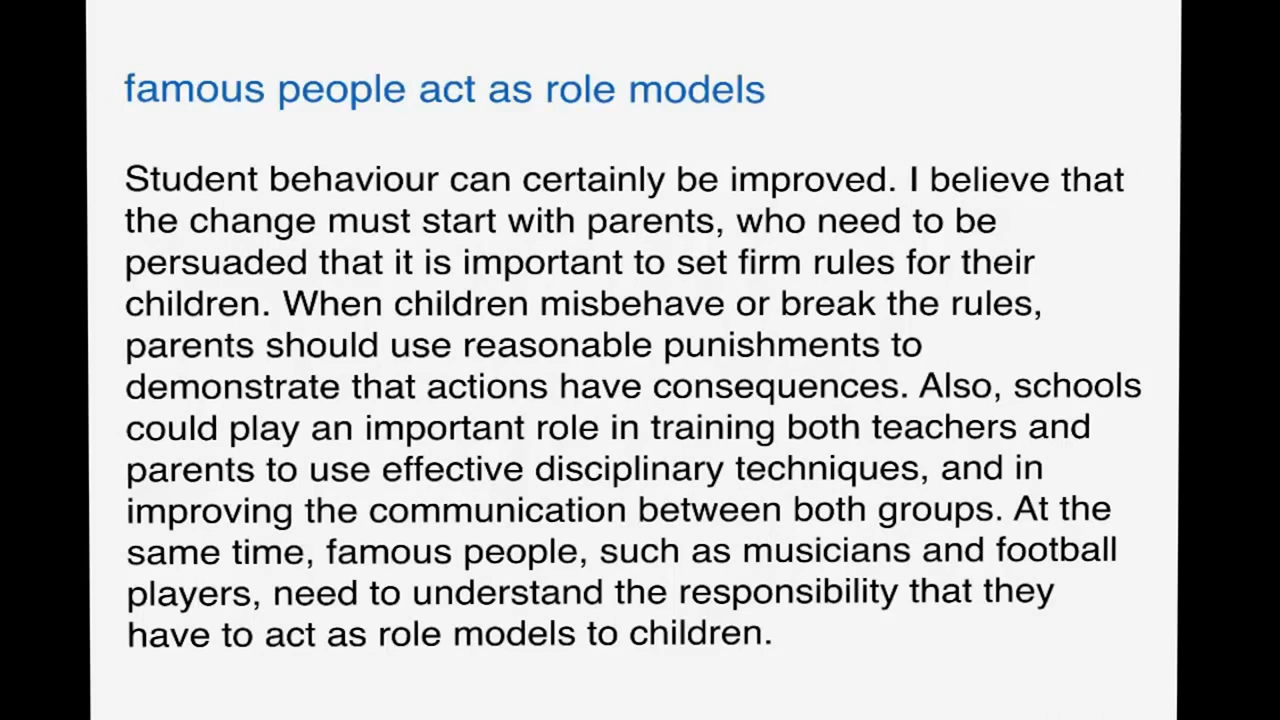 famous people act as role models
Student behaviour can certainly be improved. I believe that
the change must start with parents, who need to be
persuaded that it is important to set firm rules for their
children. When children misbehave or break the rules,
parents should use reasonable punishments to
demonstrate that actions have consequences. Also, schools
could play an important role in training both teachers and
parents to use effective disciplinary techniques, and in
improving the communication between both groups. At the
same time, famous people, such as musicians and football
players, need to understand the responsibility that they
have to act as role models to children.